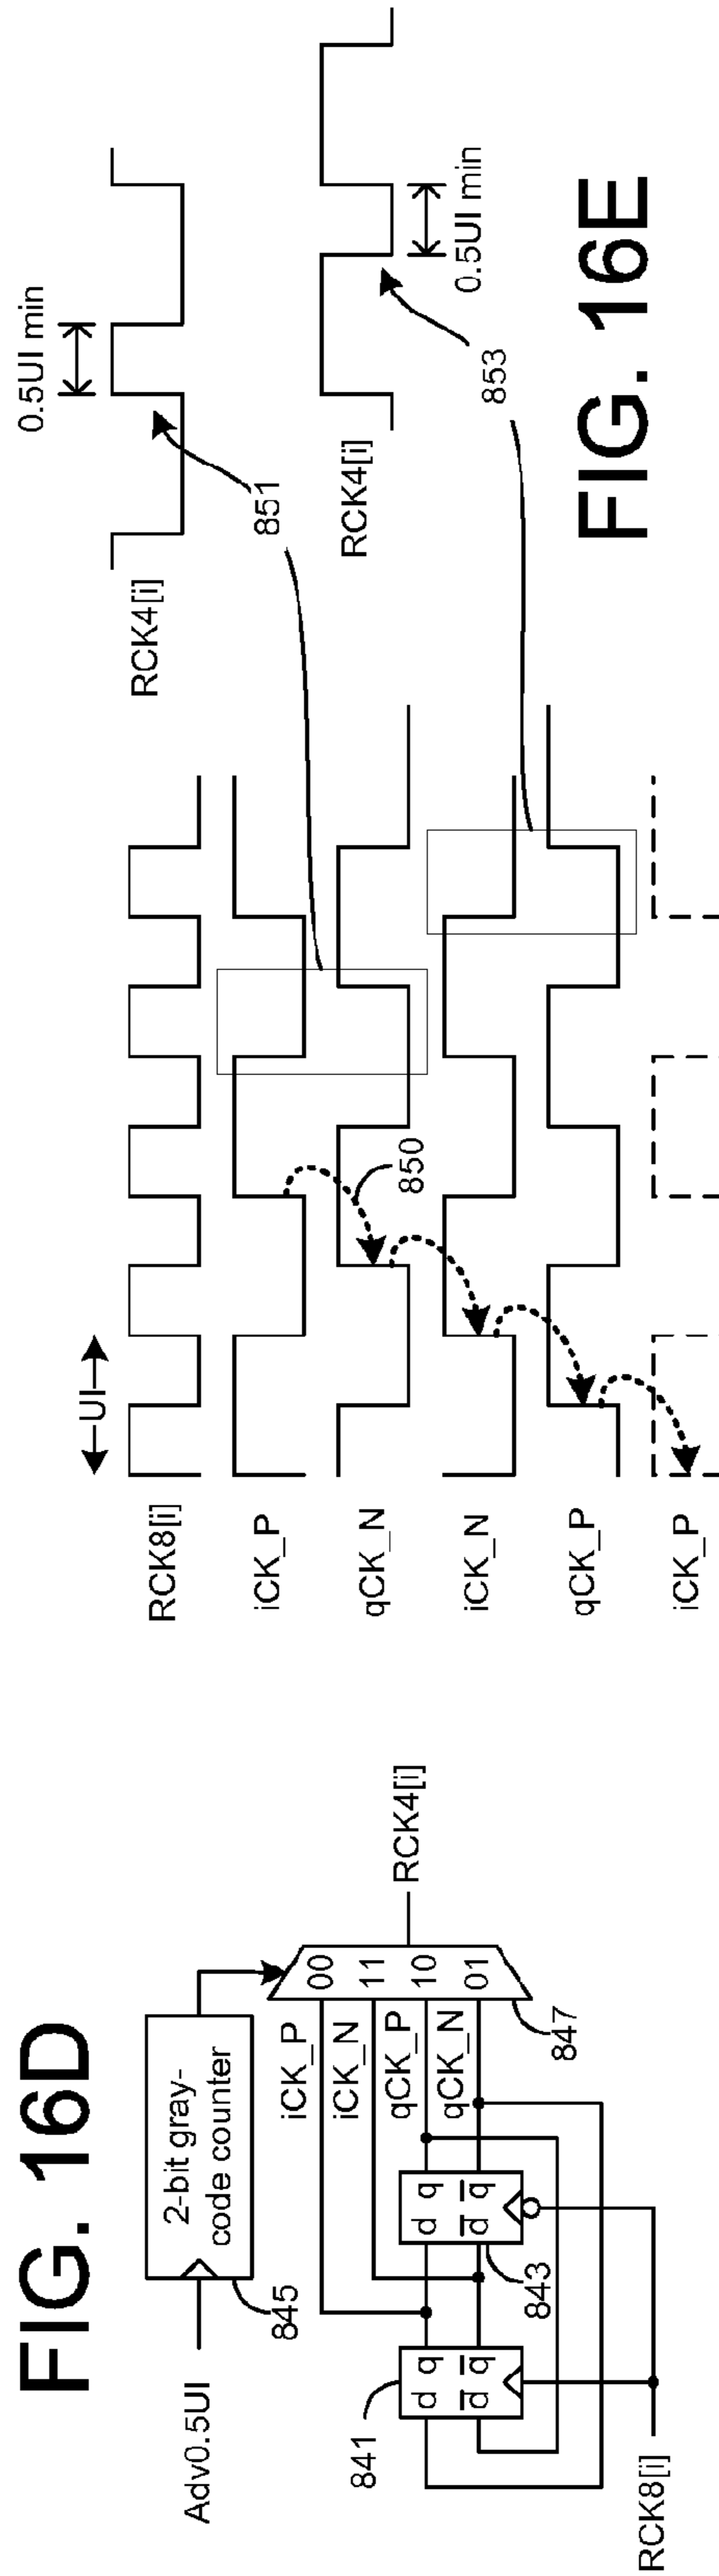 FIG. 16D
Adv0.5UI
2-bit gray-
code counter
845
iCK_P
iCK_N
qCK_P
qCK_N
00
11
10
01
RCK4[i]
847
841
d q
d q
d q
d q
843
RCK8[i]
UI
RCK8[i]
iCK_P
qCK_N
iCK_N
qCK_P
iCK_P
850
851
853
RCK4[i]
0.5UI min
RCK4[i]
0.5UI min
FIG. 16E